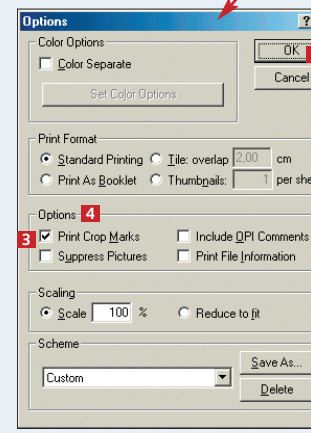 Options ?
Color Options
OK
Color Separate
Cancel
Set Color Options
Print Format
Standard Printing Tile: overlap 2,00 cm
Print As Booklet Thumbnails: 1 per she
Options 4
3 Print Crop Marks Include OPI Comments
Suppress Pictures Print File Information
Scaling
Scale 100 % Reduce to fit
Scheme
Save As...
Custom
Delete